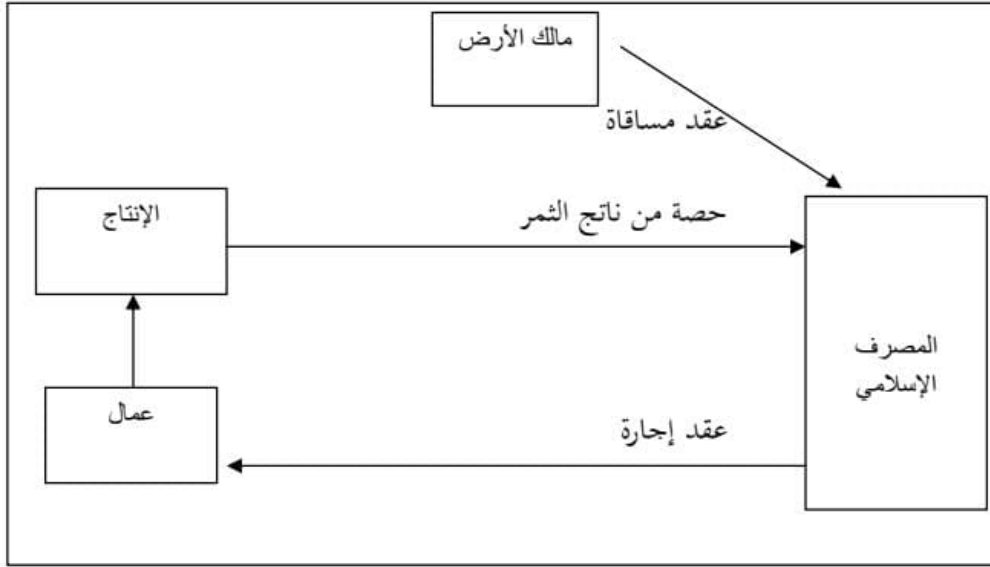 مالك الأرض
عقد مساقاة
الإنتاج
حصة من ناتج الثمر
المصرف
الإسلامي
عمال
عقد إجارة